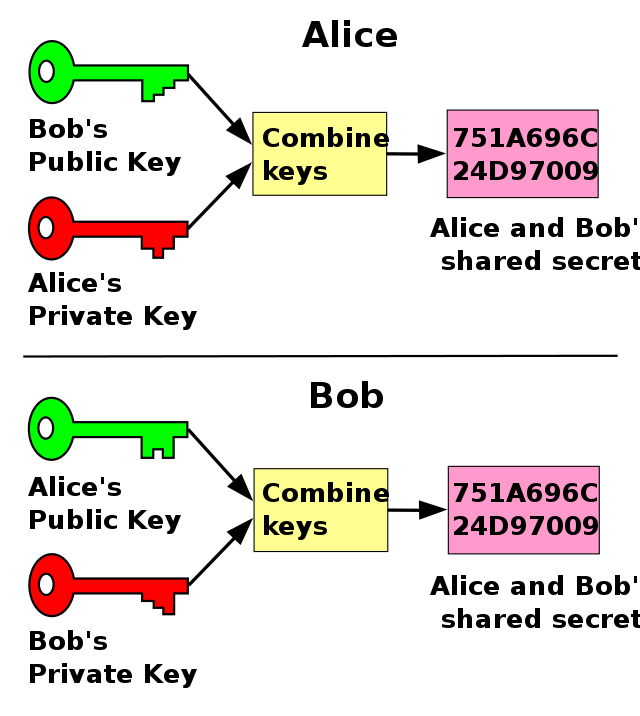 Alice
Bob's
Public Key
Combine
keys
751A696C
24D97009
Alice and Bob'
shared secret
Alice's
Private Key
Bob
Alice's
Public Key
Combine
keys
751A696C
24D97009
Alice and Bob'
shared secret
Bob's
Private Key